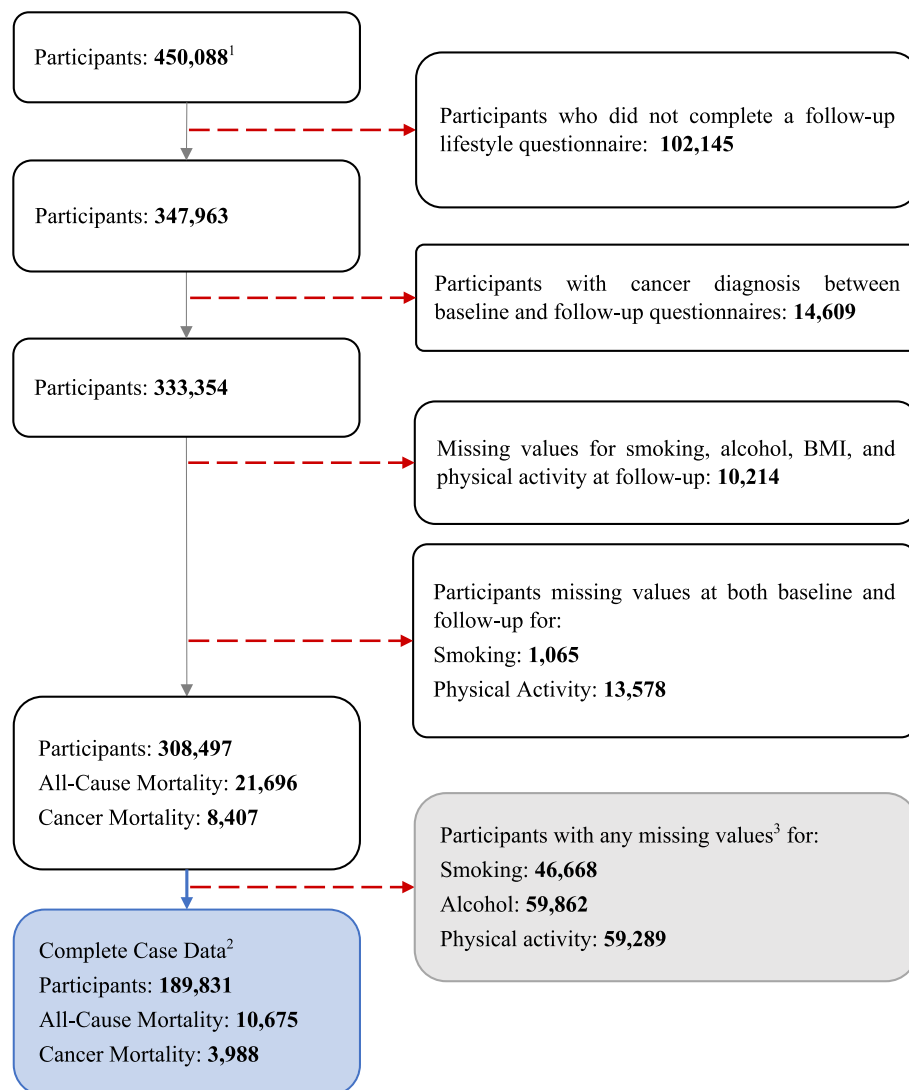 Participants: 450,088¹
Participants who did not complete a follow-up
lifestyle questionnaire: 102,145
Participants: 347,963
Participants with cancer diagnosis between
baseline and follow-up questionnaires: 14,609
Participants: 333,354
Missing values for smoking, alcohol, BMI, and
physical activity at follow-up: 10,214
Participants missing values at both baseline and
follow-up for:
Smoking: 1,065
Physical Activity: 13,578
Participants: 308,497
All-Cause Mortality: 21,696
Cancer Mortality: 8,407
Participants with any missing values³ for:
Smoking: 46,668
Alcohol: 59,862
Physical activity: 59,289
Complete Case Data²
Participants: 189,831
All-Cause Mortality: 10,675
Cancer Mortality: 3,988